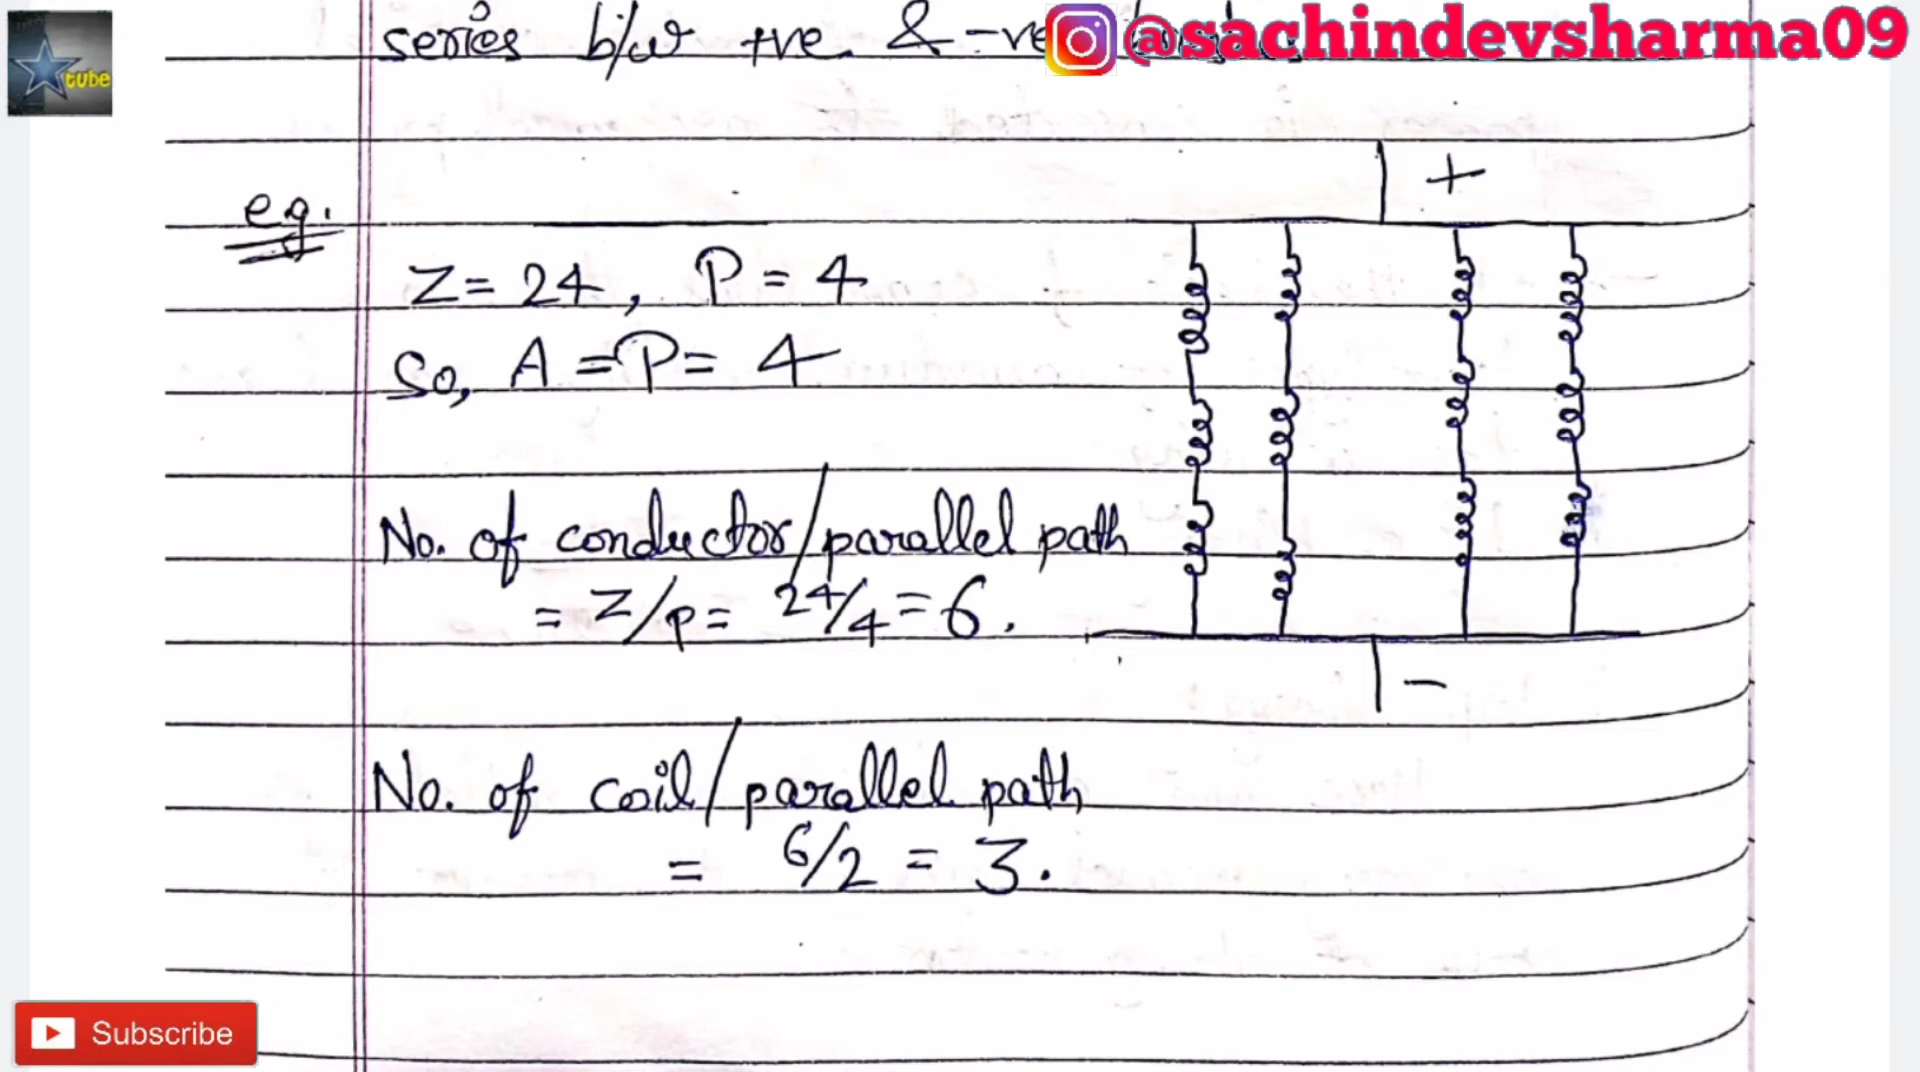 series b/w +ve & -ve
@sachindevsharma09
tube
+
e.g.
Z = 24, P = 4
So, A = P = 4
No. of conductor/parallel path
= Z/P = 24/4 = 6.
-
No. of coil/parallel path
= 6/2 = 3.
Subscribe